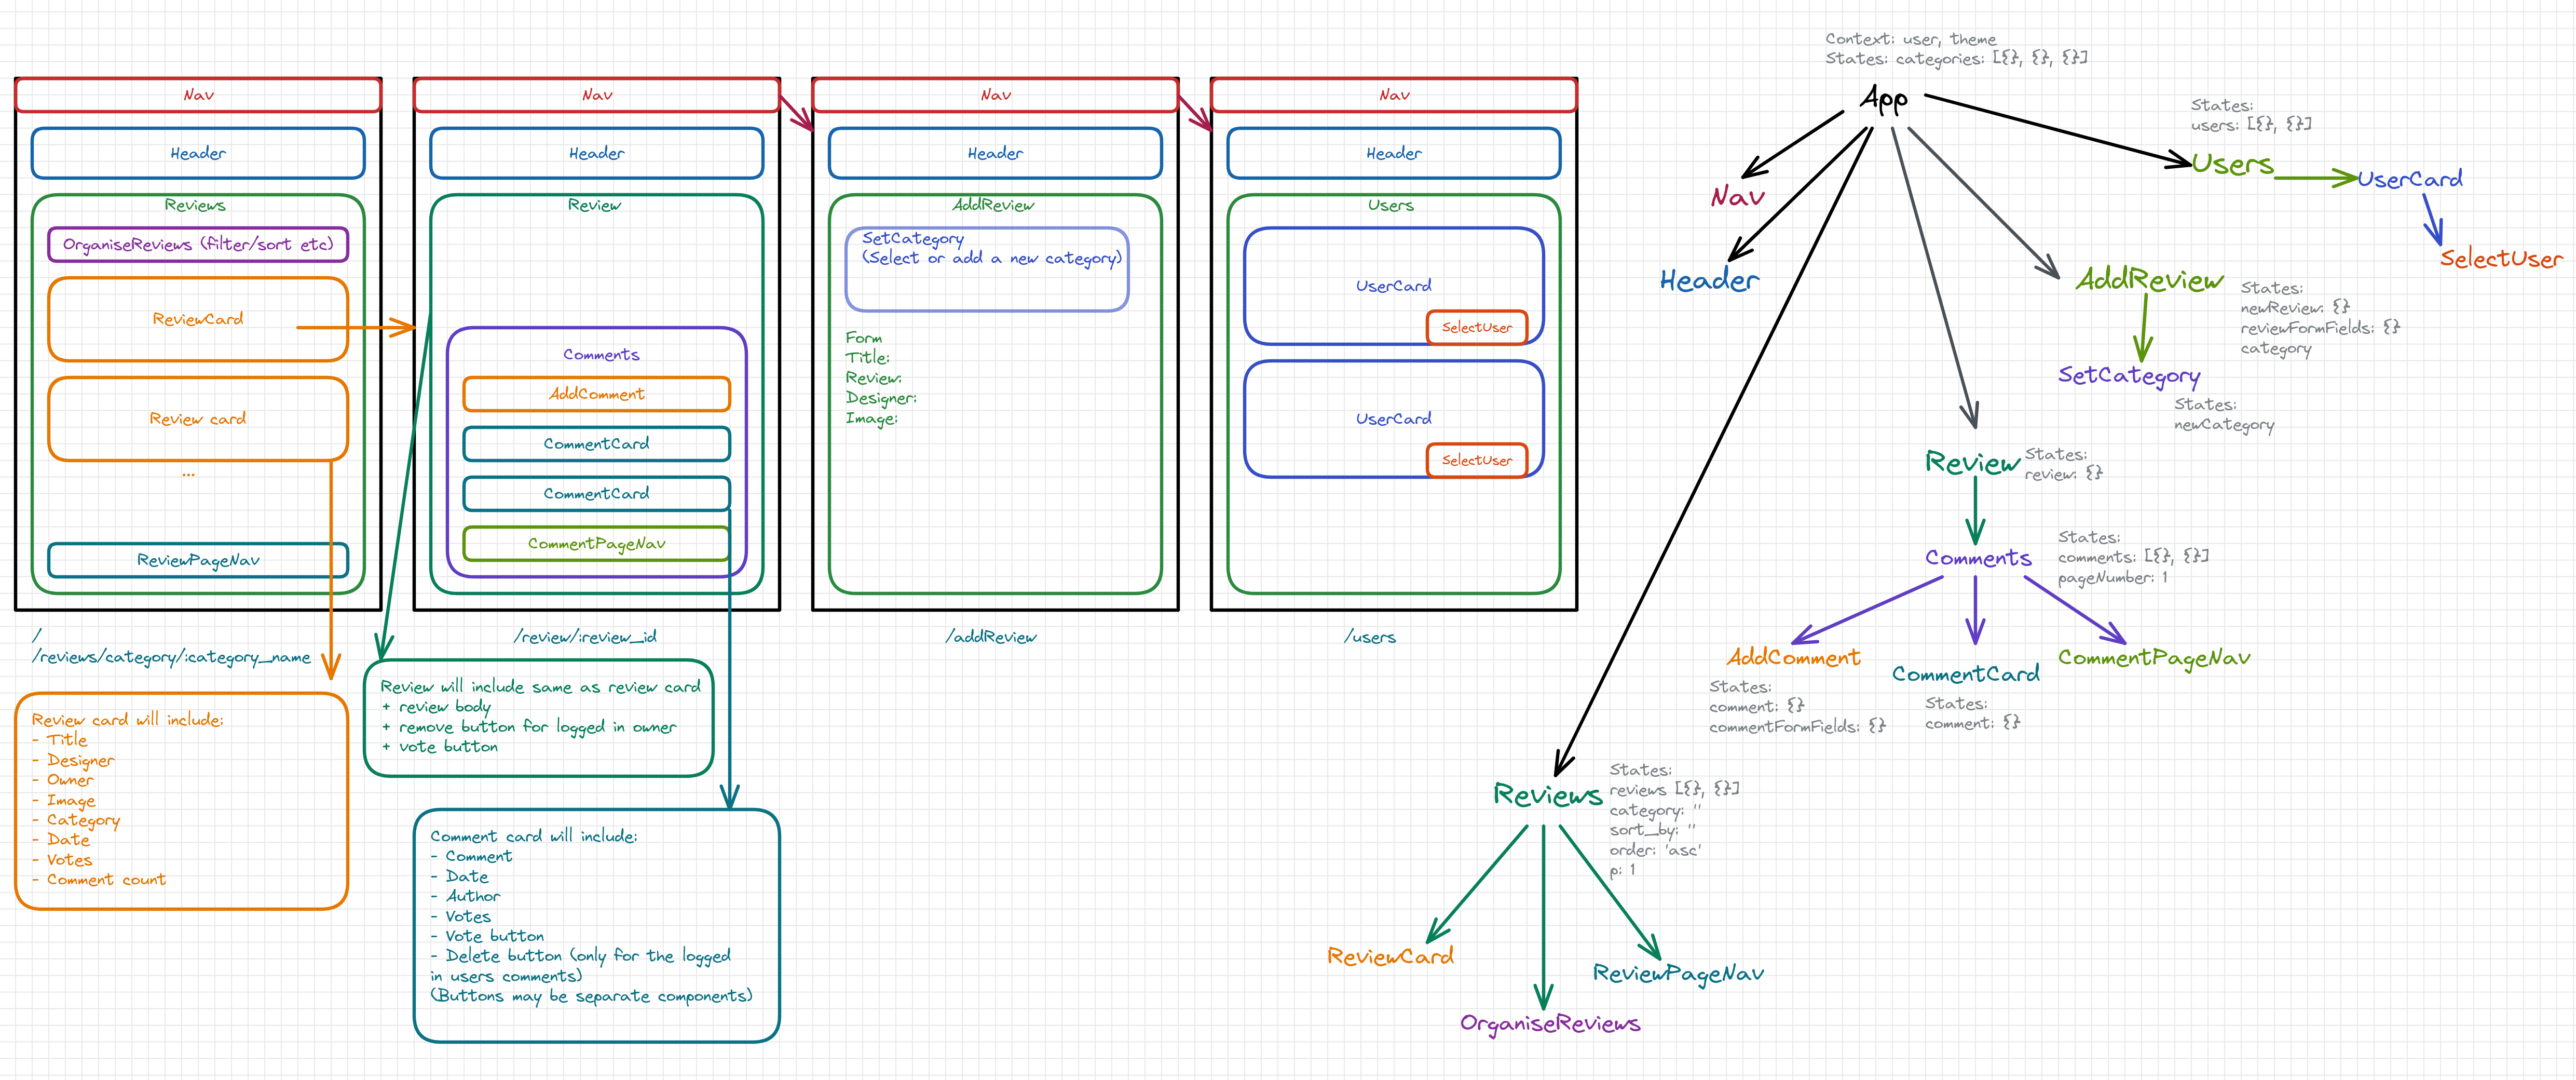 Nav
Header
Reviews
OrganiseReviews (filter/sort etc)
ReviewCard
Review card
...
ReviewPageNav
/
/reviews/category/:category_name
Review card will include:
- Title
- Designer
- Owner
- Image
- Category
- Date
- Votes
- Comment count
Nav
Header
Review
Comments
AddComment
CommentCard
CommentCard
CommentPageNav
/review/:review_id
Review will include same as review card
+ review body
+ remove button for logged in owner
+ vote button
Comment card will include:
- Comment
- Date
- Author
- Votes
- Vote button
- Delete button (only for the logged
in users comments)
(Buttons may be separate components)
Nav
Header
AddReview
SetCategory
(Select or add a new category)
Form
Title:
Review:
Designer:
Image:
/addReview
Nav
Header
Users
UserCard
SelectUser
UserCard
SelectUser
/users
Context: user, theme
States: categories: [{}, {}, {}]
App
Nav
Header
States:
users: [{}, {}]
Users
UserCard
SelectUser
AddReview
States:
newReview: {}
reviewFormFields: {}
category
SetCategory
States:
newCategory
Review
States:
review: {}
Comments
States:
comments: [{}, {}]
pageNumber: 1
AddComment
States:
comment: {}
commentFormFields: {}
CommentCard
States:
comment: {}
CommentPageNav
Reviews
States:
reviews [{}, {}]
category: ''
sort_by: ''
order: 'asc'
p: 1
ReviewCard
ReviewPageNav
OrganiseReviews